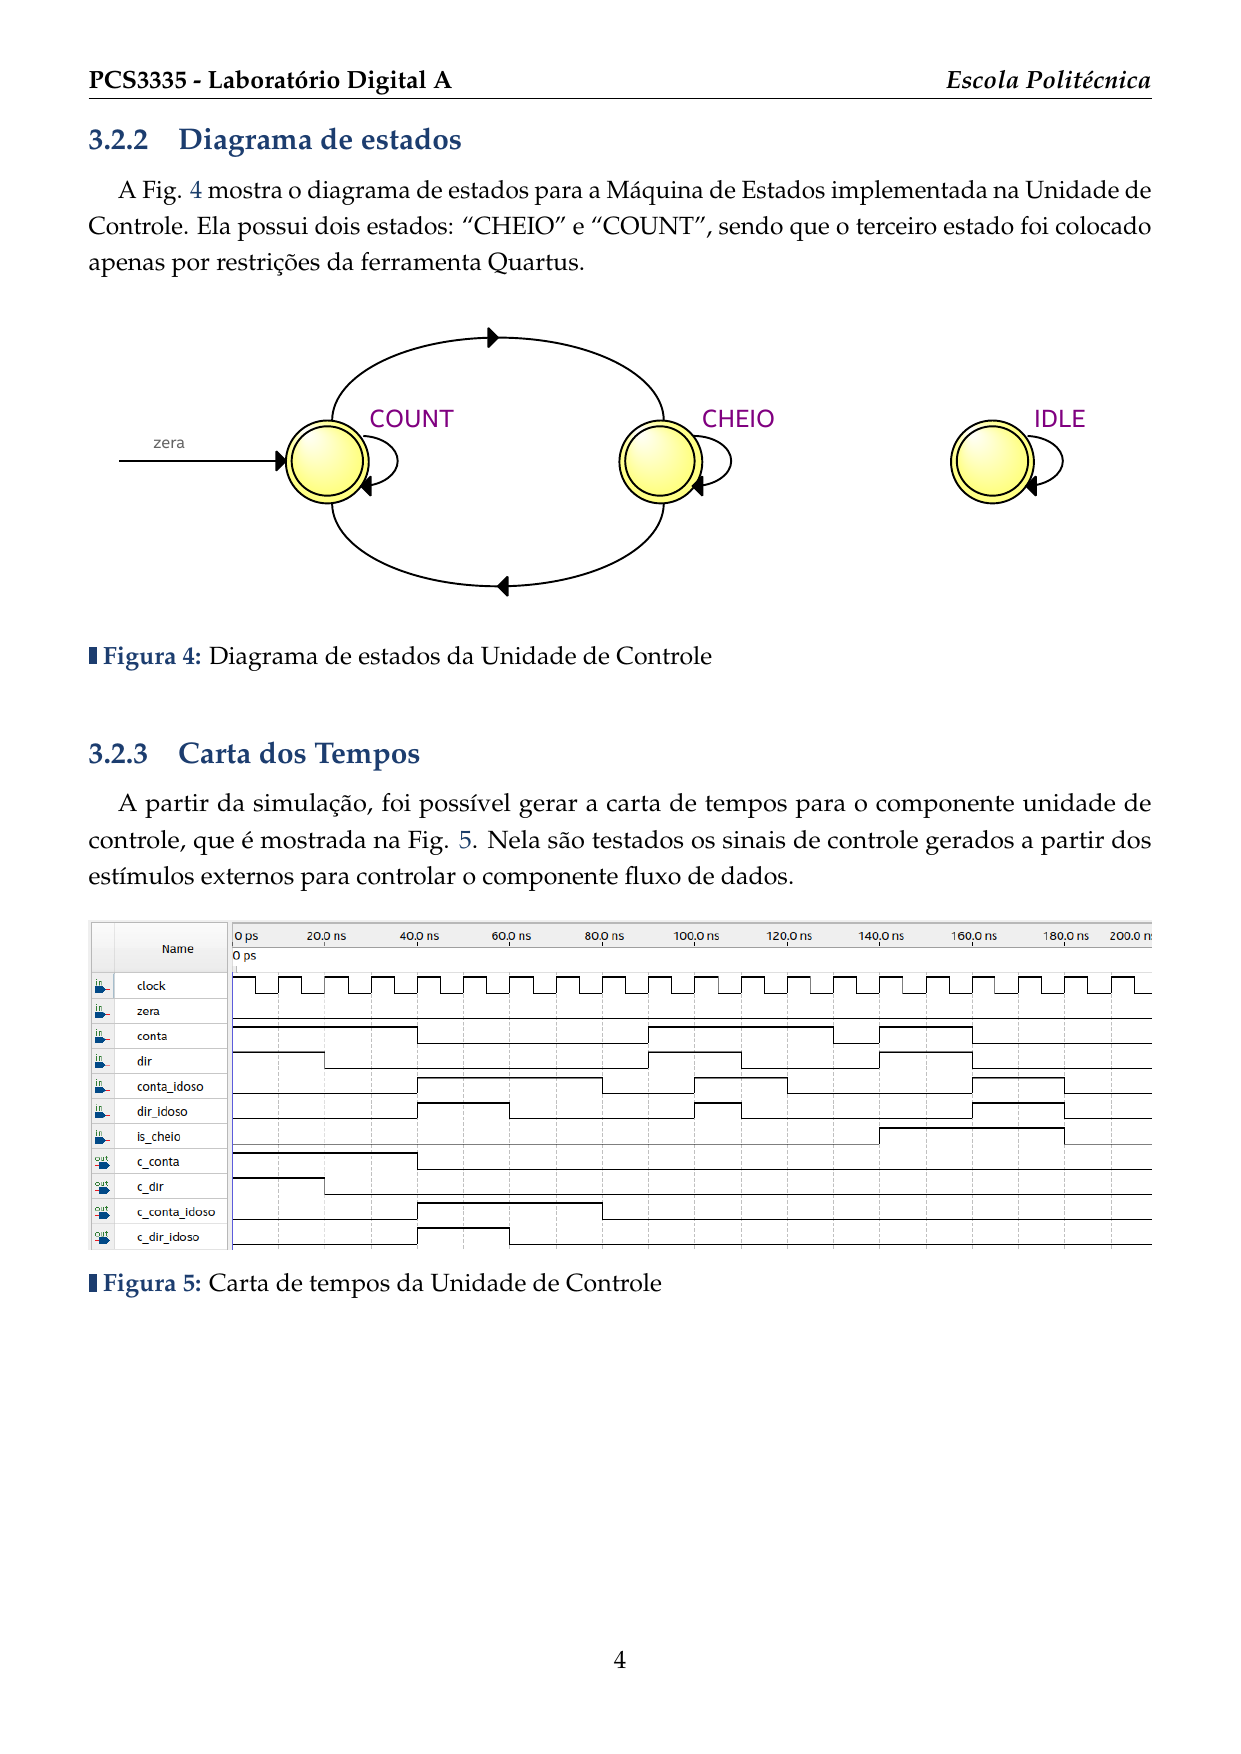 PCS3335 - Laboratório Digital A Escola Politécnica
3.2.2 Diagrama de estados
A Fig. 4 mostra o diagrama de estados para a Máquina de Estados implementada na Unidade de
Controle. Ela possui dois estados: “CHEIO” e “COUNT”, sendo que o terceiro estado foi colocado
apenas por restrições da ferramenta Quartus.
zera
COUNT
CHEIO
IDLE
Figura 4: Diagrama de estados da Unidade de Controle
3.2.3 Carta dos Tempos
A partir da simulação, foi possível gerar a carta de tempos para o componente unidade de
controle, que é mostrada na Fig. 5. Nela são testados os sinais de controle gerados a partir dos
estímulos externos para controlar o componente fluxo de dados.
Name
0 ps 20.0 ns 40.0 ns 60.0 ns 80.0 ns 100.0 ns 120.0 ns 140.0 ns 160.0 ns 180.0 ns 200.0 n
0 ps
in clock
in zera
in conta
in dir
in conta_idoso
in dir_idoso
in is_cheio
out c_conta
out c_dir
out c_conta_idoso
out c_dir_idoso
Figura 5: Carta de tempos da Unidade de Controle
4